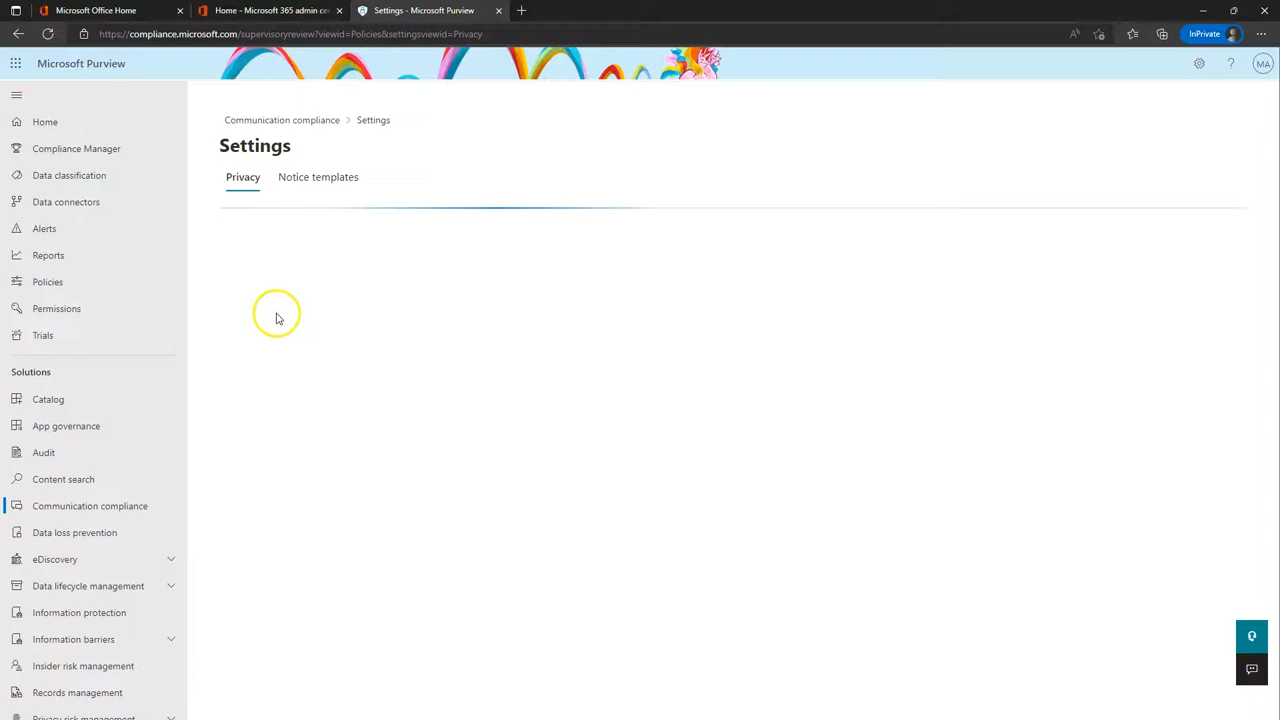 Microsoft Office Home
Home - Microsoft 365 admin cen
Settings - Microsoft Purview
https://compliance.microsoft.com/supervisoryreview?viewid=Policies&settingsviewid=Privacy
InPrivate
Microsoft Purview
MA
Communication compliance > Settings
Settings
Privacy
Notice templates
Home
Compliance Manager
Data classification
Data connectors
Alerts
Reports
Policies
Permissions
Trials
Solutions
Catalog
App governance
Audit
Content search
Communication compliance
Data loss prevention
eDiscovery
Data lifecycle management
Information protection
Information barriers
Insider risk management
Records management
Privacy risk management